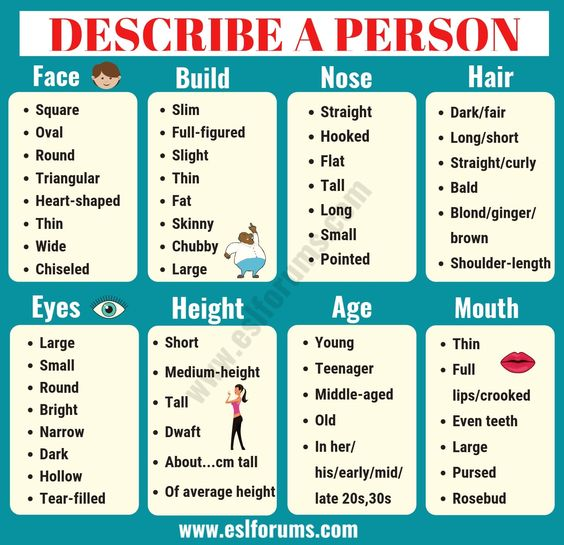 DESCRIBE A PERSON
Face
Square
Oval
Round
Triangular
Heart-shaped
Thin
Wide
Chiseled
Build
Slim
Full-figured
Slight
Thin
Fat
Skinny
Chubby
Large
Nose
Straight
Hooked
Flat
Tall
Long
Small
Pointed
Hair
Dark/fair
Long/short
Straight/curly
Bald
Blond/ginger/
brown
Shoulder-length
Eyes
Large
Small
Round
Bright
Narrow
Dark
Hollow
Tear-filled
Height
Short
Medium-height
Tall
Dwaft
About...cm tall
Of average height
Age
Young
Teenager
Middle-aged
Old
In her/
his/early/mid/
late 20s,30s
Mouth
Thin
Full
lips/crooked
Even teeth
Large
Pursed
Rosebud
www.eslforums.com
www.eslforums.com